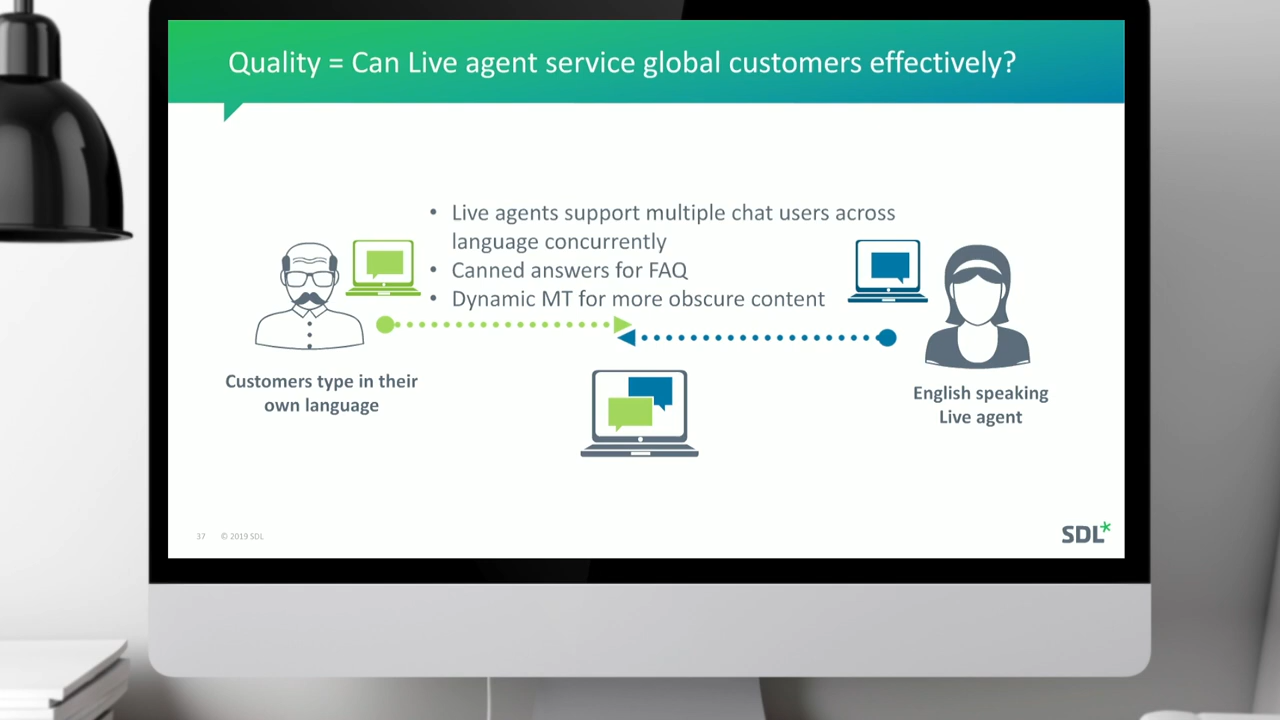 Quality = Can Live agent service global customers effectively?
• Live agents support multiple chat users across
language concurrently
• Canned answers for FAQ
• Dynamic MT for more obscure content
Customers type in their
own language
English speaking
Live agent
37 © 2019 SDL
SDL*